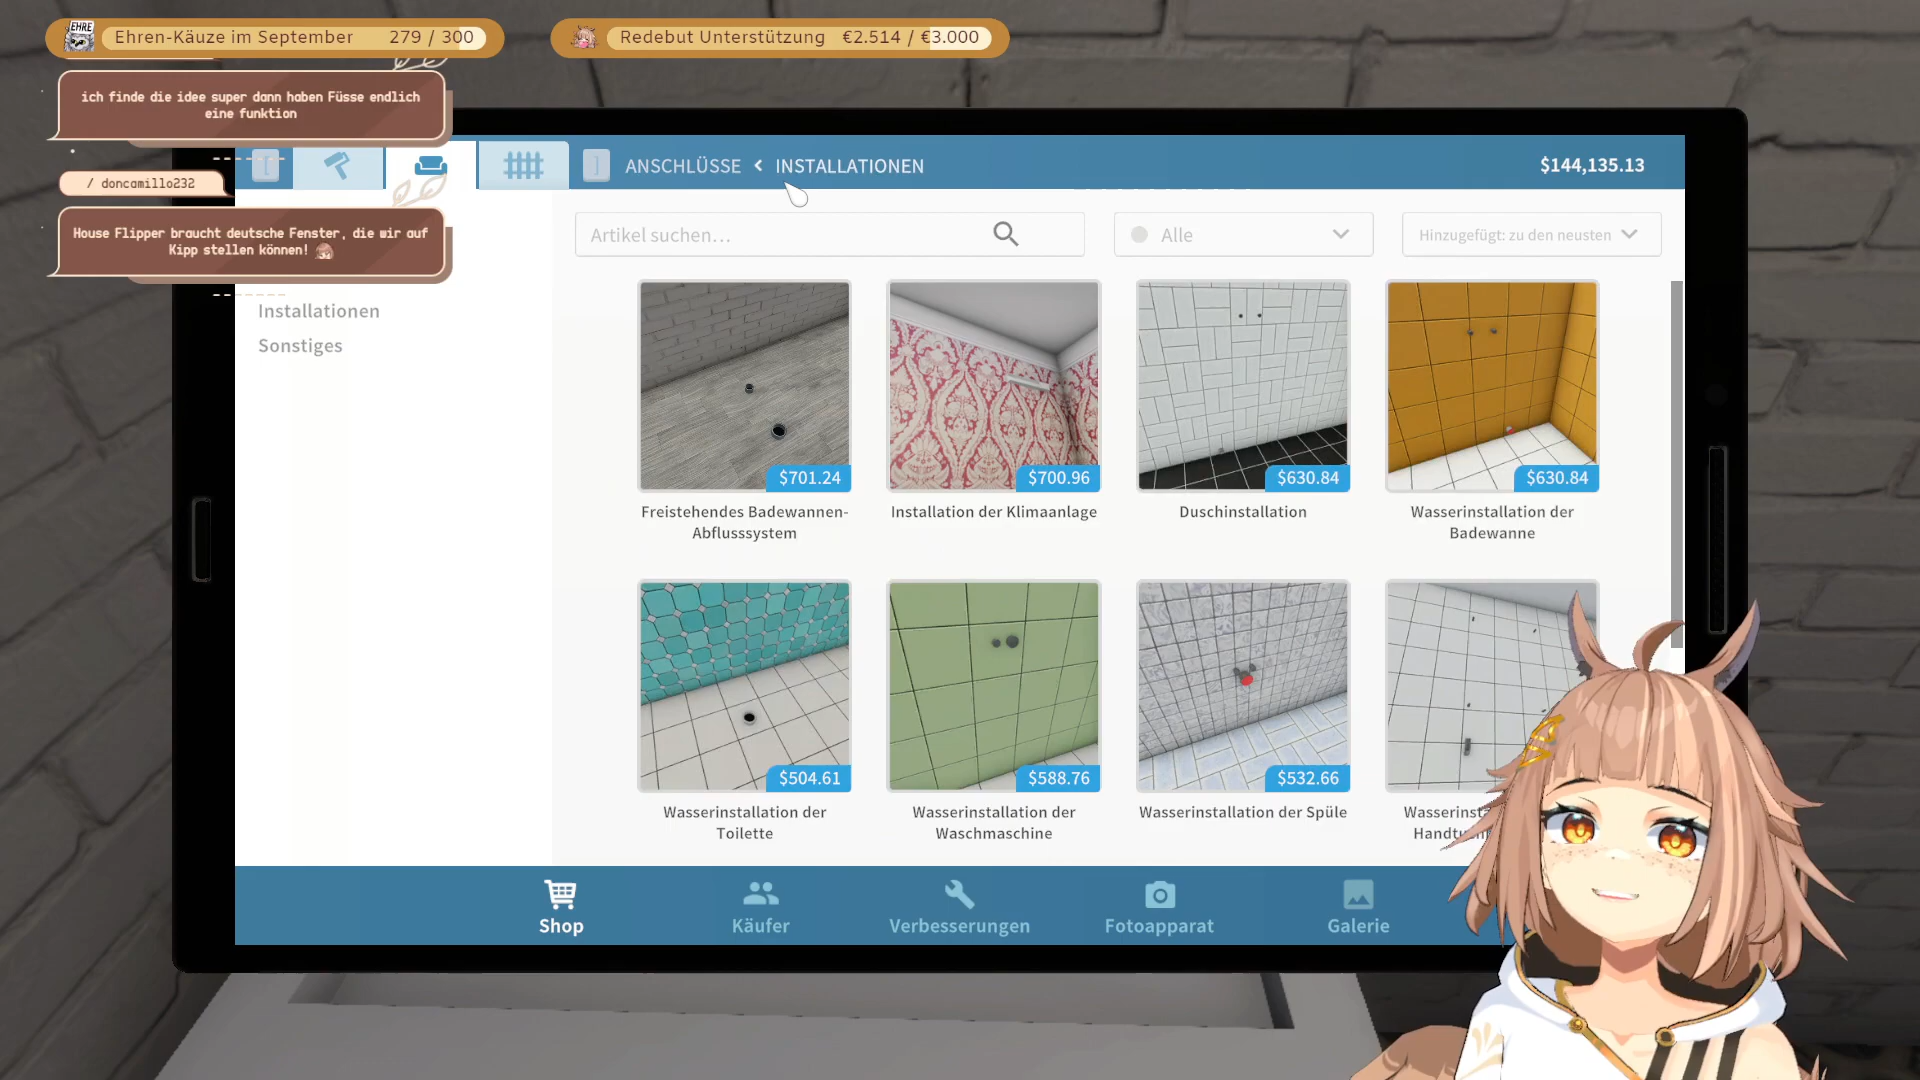 EHRE
Ehren-Käuze im September 279 / 300
Redebut Unterstützung €2.514 / €3.000
ich finde die idee super dann haben Füsse endlich
eine funktion
/ doncamillo232
House Flipper braucht deutsche Fenster, die wir auf
Kipp stellen können!
[
]
ANSCHLÜSSE < INSTALLATIONEN
$144,135.13
Artikel suchen...
Alle
Hinzugefügt: zu den neusten
Installationen
Sonstiges
$701.24
$700.96
$630.84
$630.84
Freistehendes Badewannen-
Abflusssystem
Installation der Klimaanlage
Duschinstallation
Wasserinstallation der
Badewanne
$504.61
$588.76
$532.66
Wasserinstallation der
Toilette
Wasserinstallation der
Waschmaschine
Wasserinstallation der Spüle
Shop
Käufer
Verbesserungen
Fotoapparat
Galerie